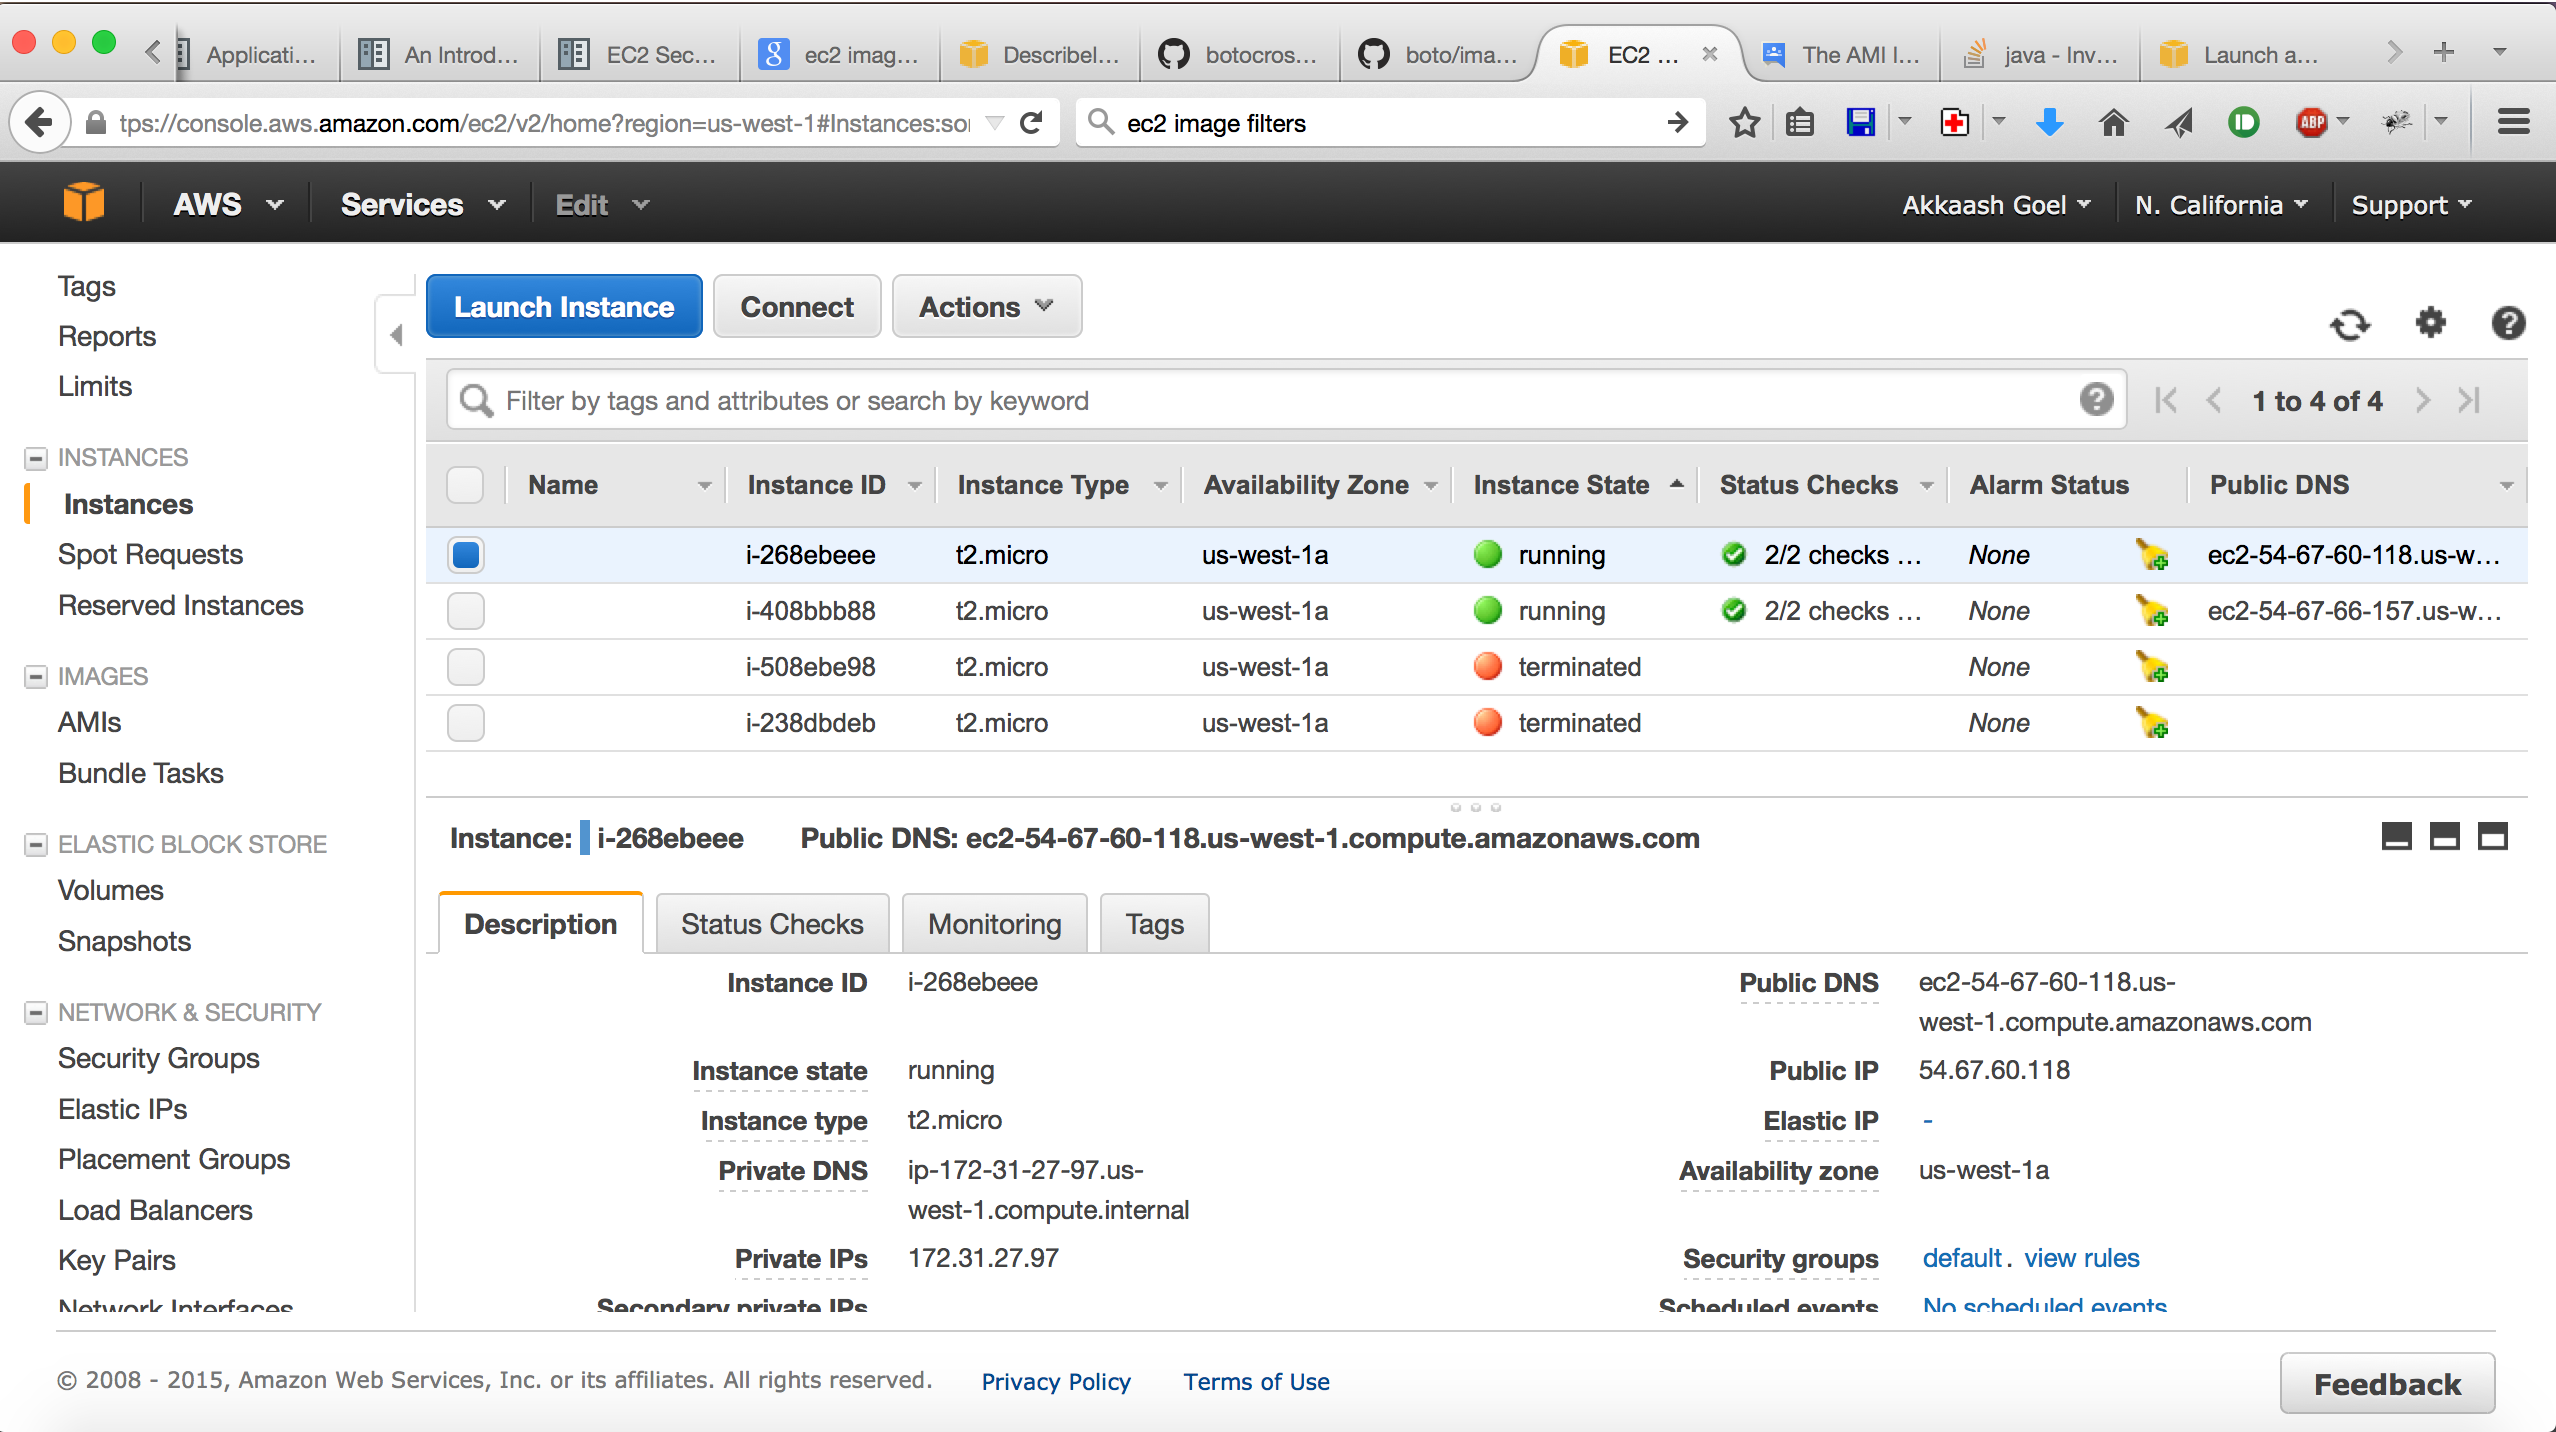 Applicati... An Introd... EC2 Sec... ec2 imag... Describel... botocros... boto/ima... EC2 ... The AMI I... java - Inv... Launch a...
tps://console.aws.amazon.com/ec2/v2/home?region=us-west-1#Instances:sor ec2 image filters ABP
AWS Services Edit Akkaash Goel N. California Support
Tags
Reports
Limits
INSTANCES
Instances
Spot Requests
Reserved Instances
IMAGES
AMIs
Bundle Tasks
ELASTIC BLOCK STORE
Volumes
Snapshots
NETWORK & SECURITY
Security Groups
Elastic IPs
Placement Groups
Load Balancers
Key Pairs
Network Interfaces
Launch Instance Connect Actions
Filter by tags and attributes or search by keyword 1 to 4 of 4
Name Instance ID Instance Type Availability Zone Instance State Status Checks Alarm Status Public DNS
i-268ebeee t2.micro us-west-1a running 2/2 checks ... None ec2-54-67-60-118.us-w...
i-408bbb88 t2.micro us-west-1a running 2/2 checks ... None ec2-54-67-66-157.us-w...
i-508ebe98 t2.micro us-west-1a terminated None
i-238dbdeb t2.micro us-west-1a terminated None
Instance: i-268ebeee Public DNS: ec2-54-67-60-118.us-west-1.compute.amazonaws.com
Description Status Checks Monitoring Tags
Instance ID i-268ebeee
Instance state running
Instance type t2.micro
Private DNS ip-172-31-27-97.us-
west-1.compute.internal
Private IPs 172.31.27.97
Secondary private IPs
Public DNS ec2-54-67-60-118.us-
west-1.compute.amazonaws.com
Public IP 54.67.60.118
Elastic IP -
Availability zone us-west-1a
Security groups default. view rules
Scheduled events No scheduled events
© 2008 - 2015, Amazon Web Services, Inc. or its affiliates. All rights reserved. Privacy Policy Terms of Use Feedback